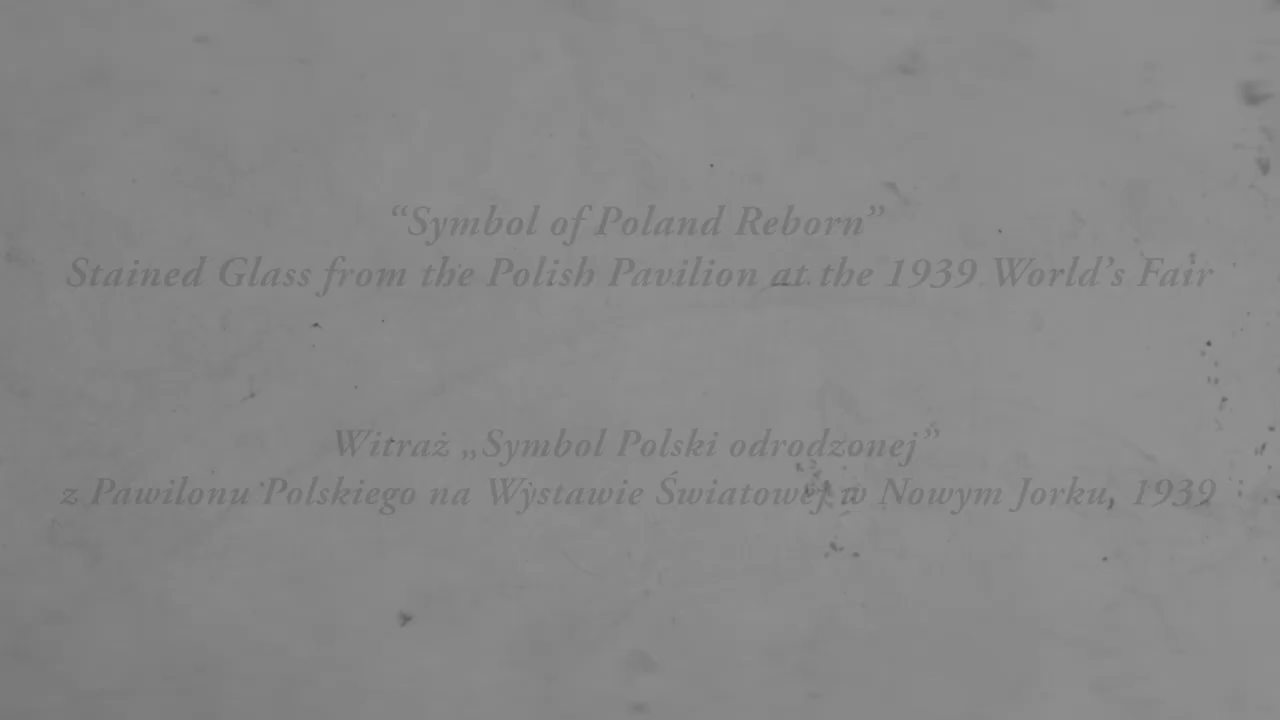 “Symbol of Poland Reborn”
Stained Glass from the Polish Pavilion at the 1939 World’s Fair
Witraż „Symbol Polski odrodzonej”
z Pawilonu Polskiego na Wystawie Światowej w Nowym Jorku, 1939